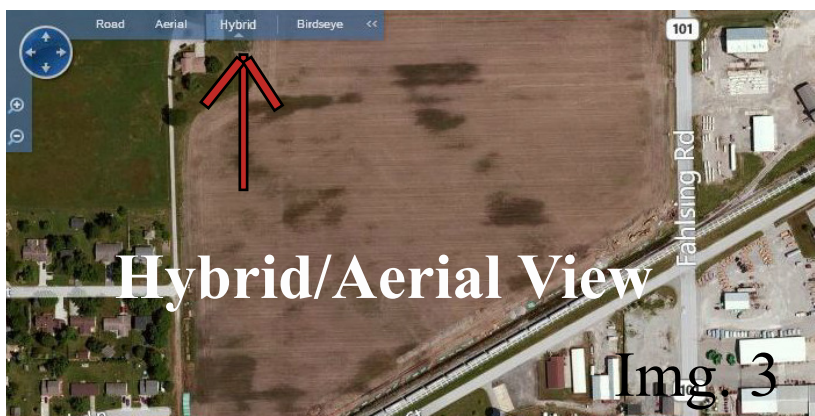 Road Aerial Hybrid Birdseye <<
101
Fahlsing Rd
Hybrid/Aerial View
Img. 3